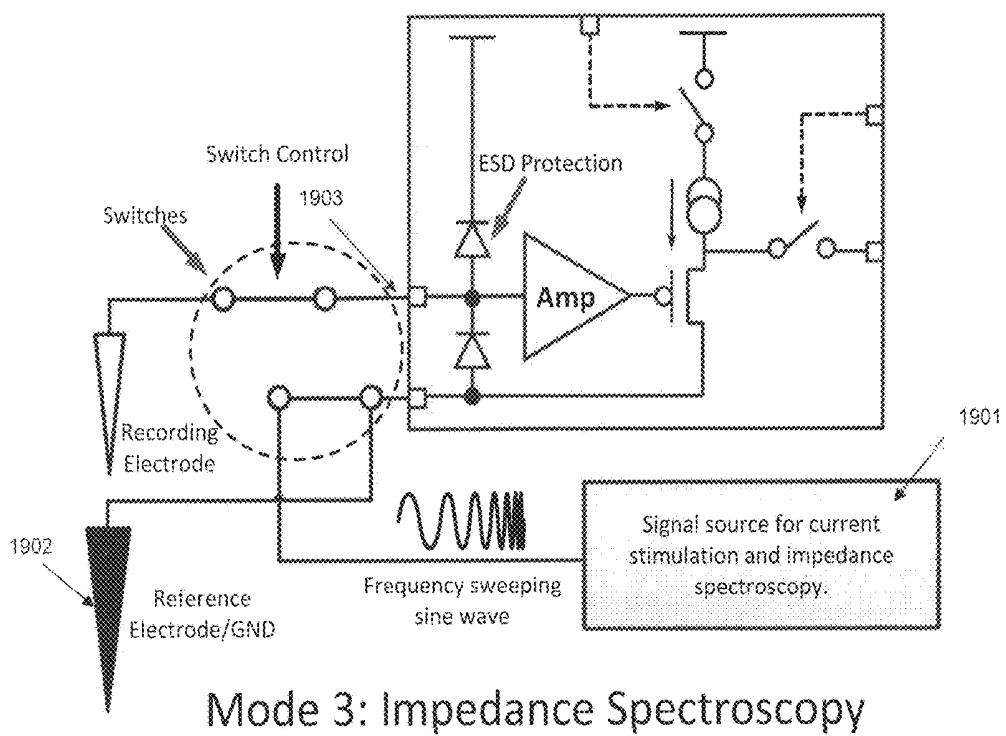 Switch Control
ESD Protection
1903
Switches
Amp
Recording
Electrode
1901
Signal source for current
stimulation and impedance
spectroscopy.
1902
Frequency sweeping
sine wave
Reference
Electrode/GND
Mode 3: Impedance Spectroscopy